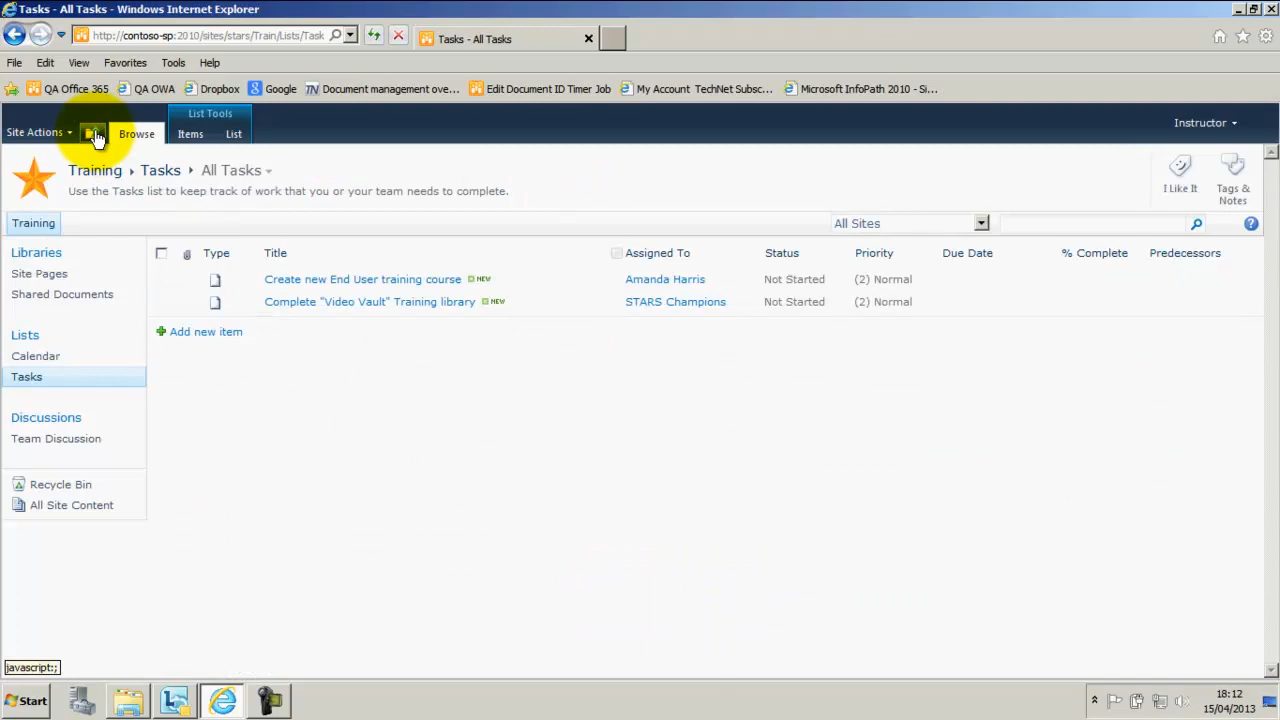 Tasks - All Tasks - Windows Internet Explorer
http://contoso-sp:2010/sites/stars/Train/Lists/Task
Tasks - All Tasks
File Edit View Favorites Tools Help
QA Office 365 QA OWA Dropbox Google Document management ove... Edit Document ID Timer Job My Account TechNet Subsc... Microsoft InfoPath 2010 - Si...
List Tools
Site Actions Browse Items List Instructor
Training Tasks All Tasks
Use the Tasks list to keep track of work that you or your team needs to complete.
I Like It
Tags &
Notes
Training All Sites
Libraries
Site Pages
Shared Documents
Lists
Calendar
Tasks
Discussions
Team Discussion
Recycle Bin
All Site Content
Type Title Assigned To Status Priority Due Date % Complete Predecessors
Create new End User training course NEW Amanda Harris Not Started (2) Normal
Complete "Video Vault" Training library NEW STARS Champions Not Started (2) Normal
Add new item
javascript:;
Start 18:12
15/04/2013